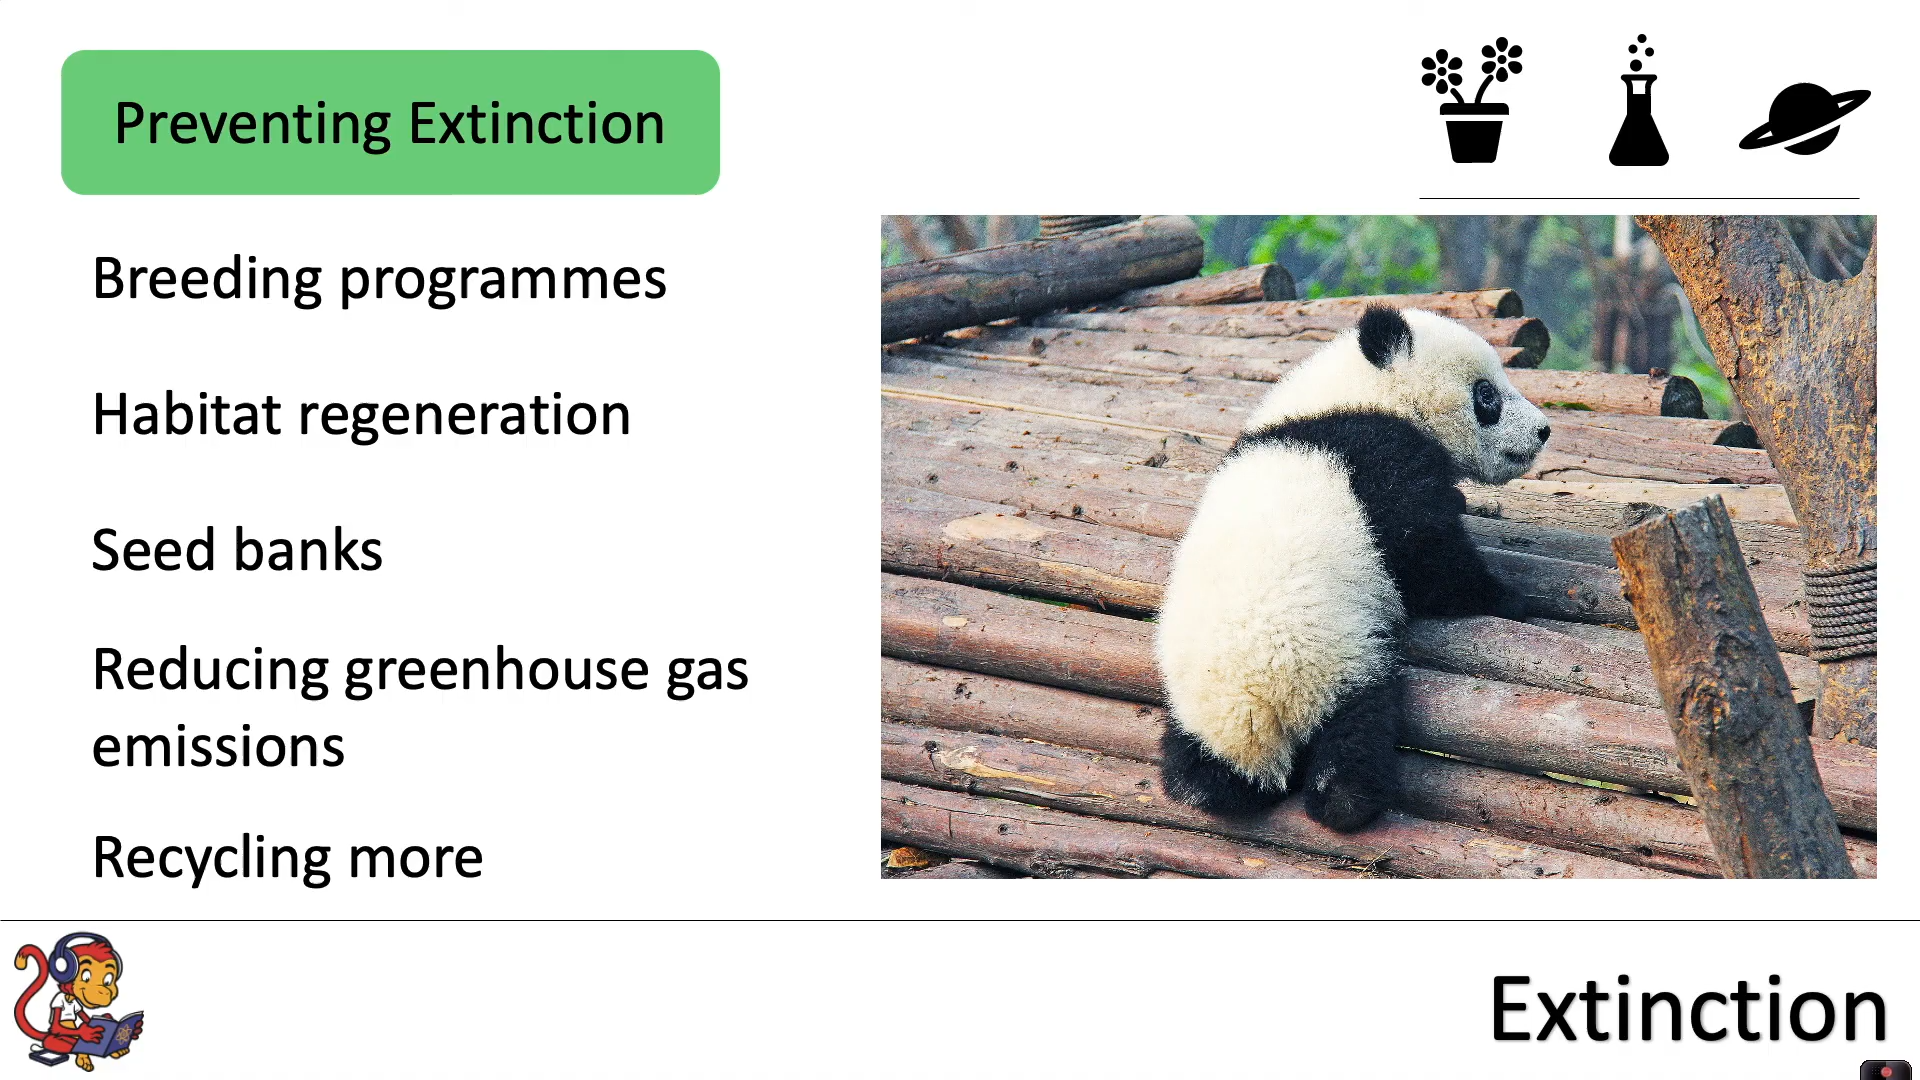 Preventing Extinction
Breeding programmes
Habitat regeneration
Seed banks
Reducing greenhouse gas
emissions
Recycling more
Extinction